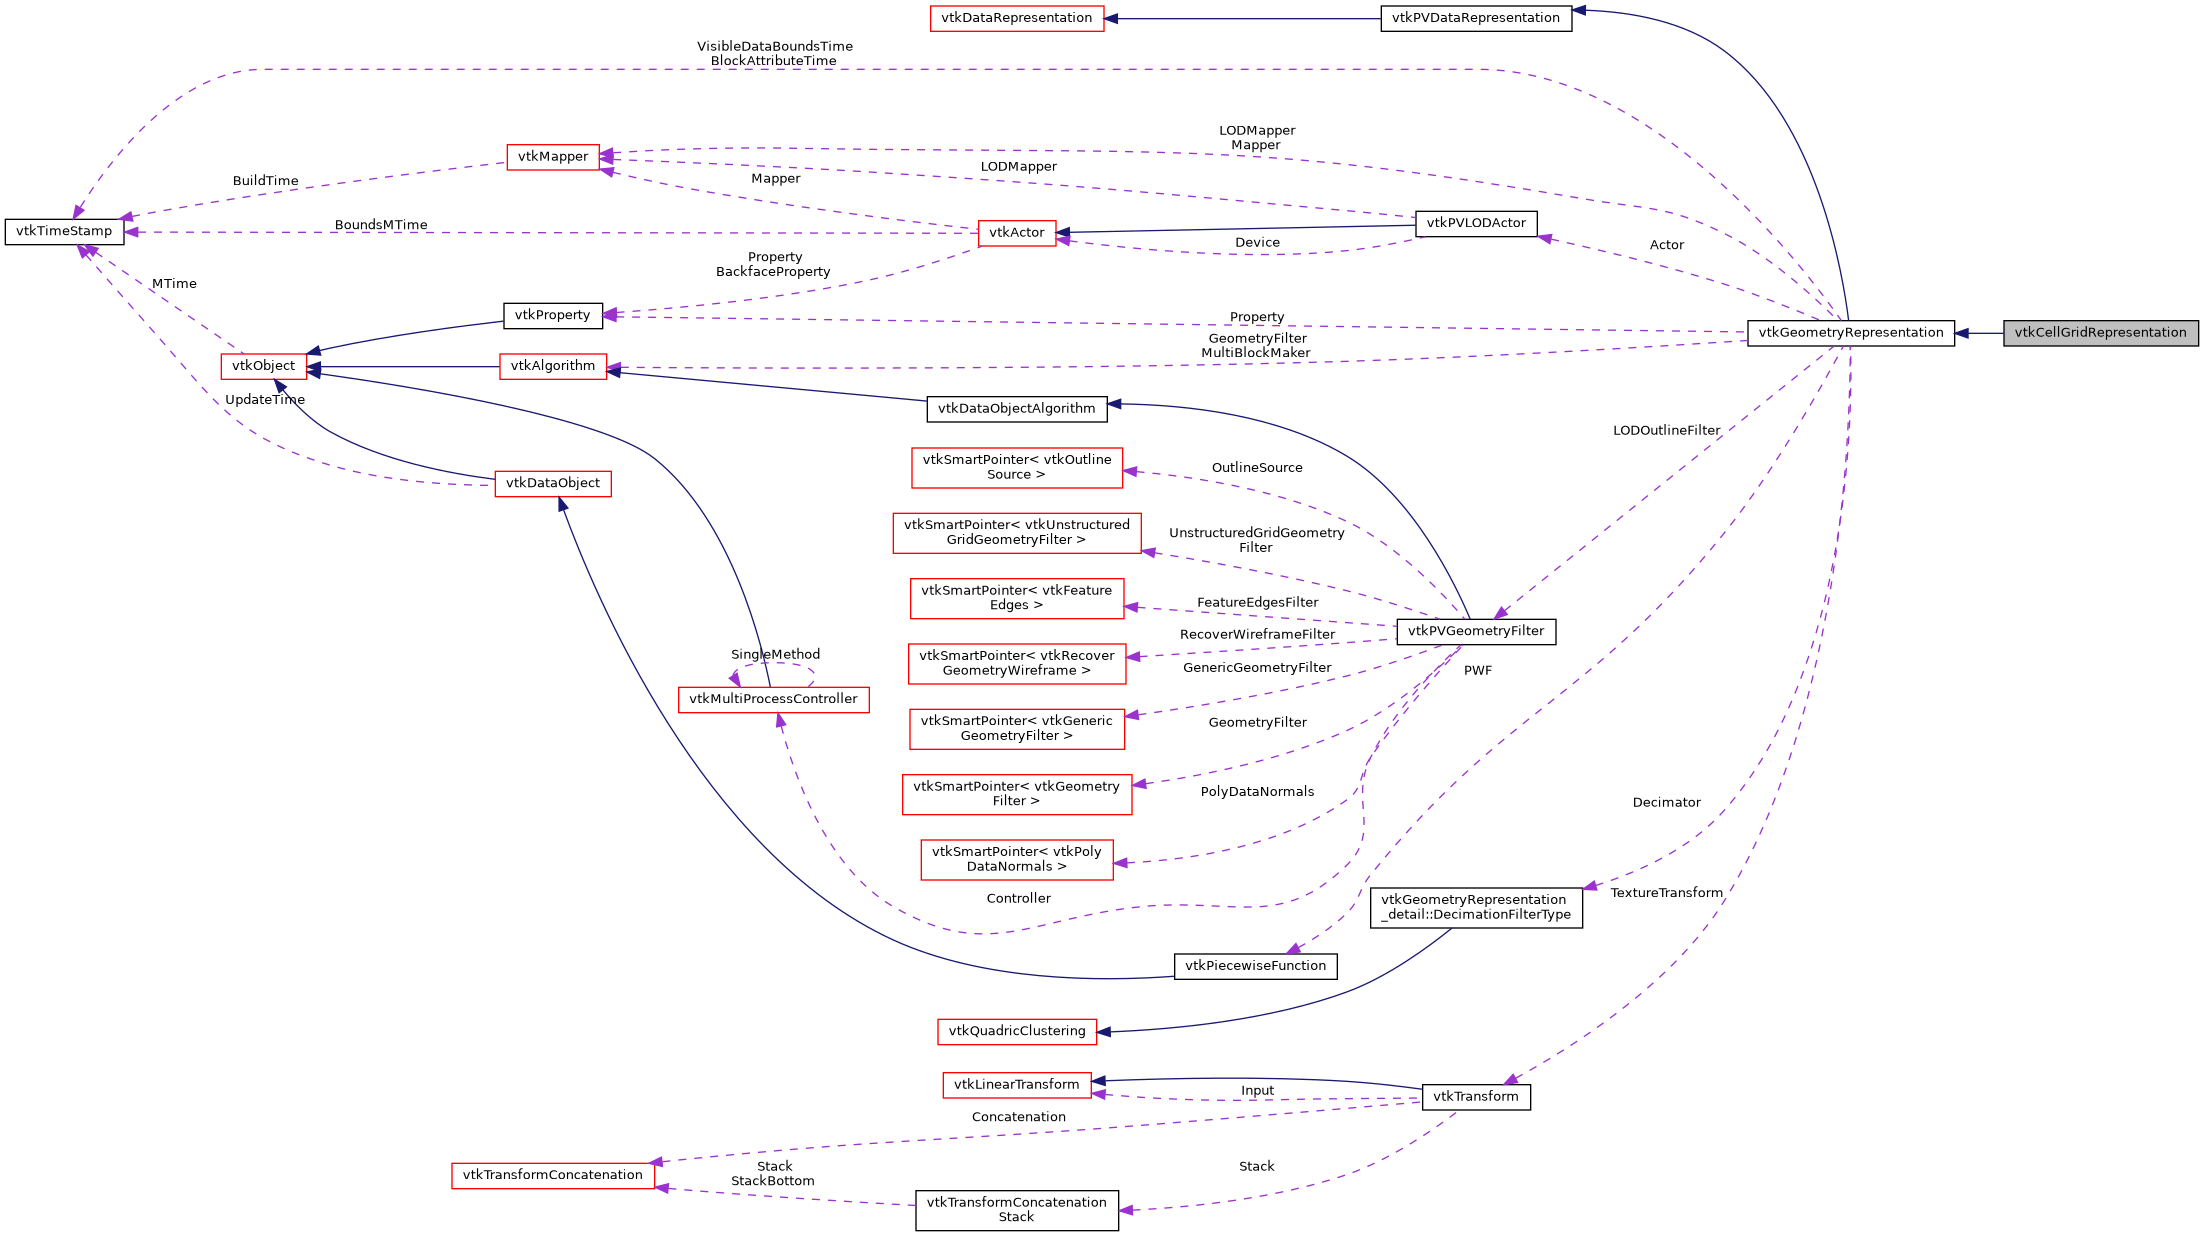 vtkDataRepresentation
vtkPVDataRepresentation
VisibleDataBoundsTime
BlockAttributeTime
LODMapper
Mapper
vtkMapper
LODMapper
Mapper
BuildTime
vtkTimeStamp
BoundsMTime
vtkActor
vtkPVLODActor
Device
Actor
Property
BackfaceProperty
MTime
vtkProperty
Property
vtkGeometryRepresentation
vtkCellGridRepresentation
GeometryFilter
MultiBlockMaker
vtkObject
vtkAlgorithm
UpdateTime
vtkDataObjectAlgorithm
LODOutlineFilter
vtkSmartPointer< vtkOutline
Source >
OutlineSource
vtkDataObject
vtkSmartPointer< vtkUnstructured
GridGeometryFilter >
UnstructuredGridGeometry
Filter
vtkSmartPointer< vtkFeature
Edges >
FeatureEdgesFilter
vtkPVGeometryFilter
RecoverWireframeFilter
vtkSmartPointer< vtkRecover
GeometryWireframe >
SingleMethod
GenericGeometryFilter
PWF
vtkMultiProcessController
vtkSmartPointer< vtkGeneric
GeometryFilter >
GeometryFilter
vtkSmartPointer< vtkGeometry
Filter >
PolyDataNormals
Decimator
vtkSmartPointer< vtkPoly
DataNormals >
Controller
vtkGeometryRepresentation
_detail::DecimationFilterType
TextureTransform
vtkPiecewiseFunction
vtkQuadricClustering
vtkLinearTransform
Input
vtkTransform
Concatenation
vtkTransformConcatenation
Stack
StackBottom
Stack
vtkTransformConcatenation
Stack